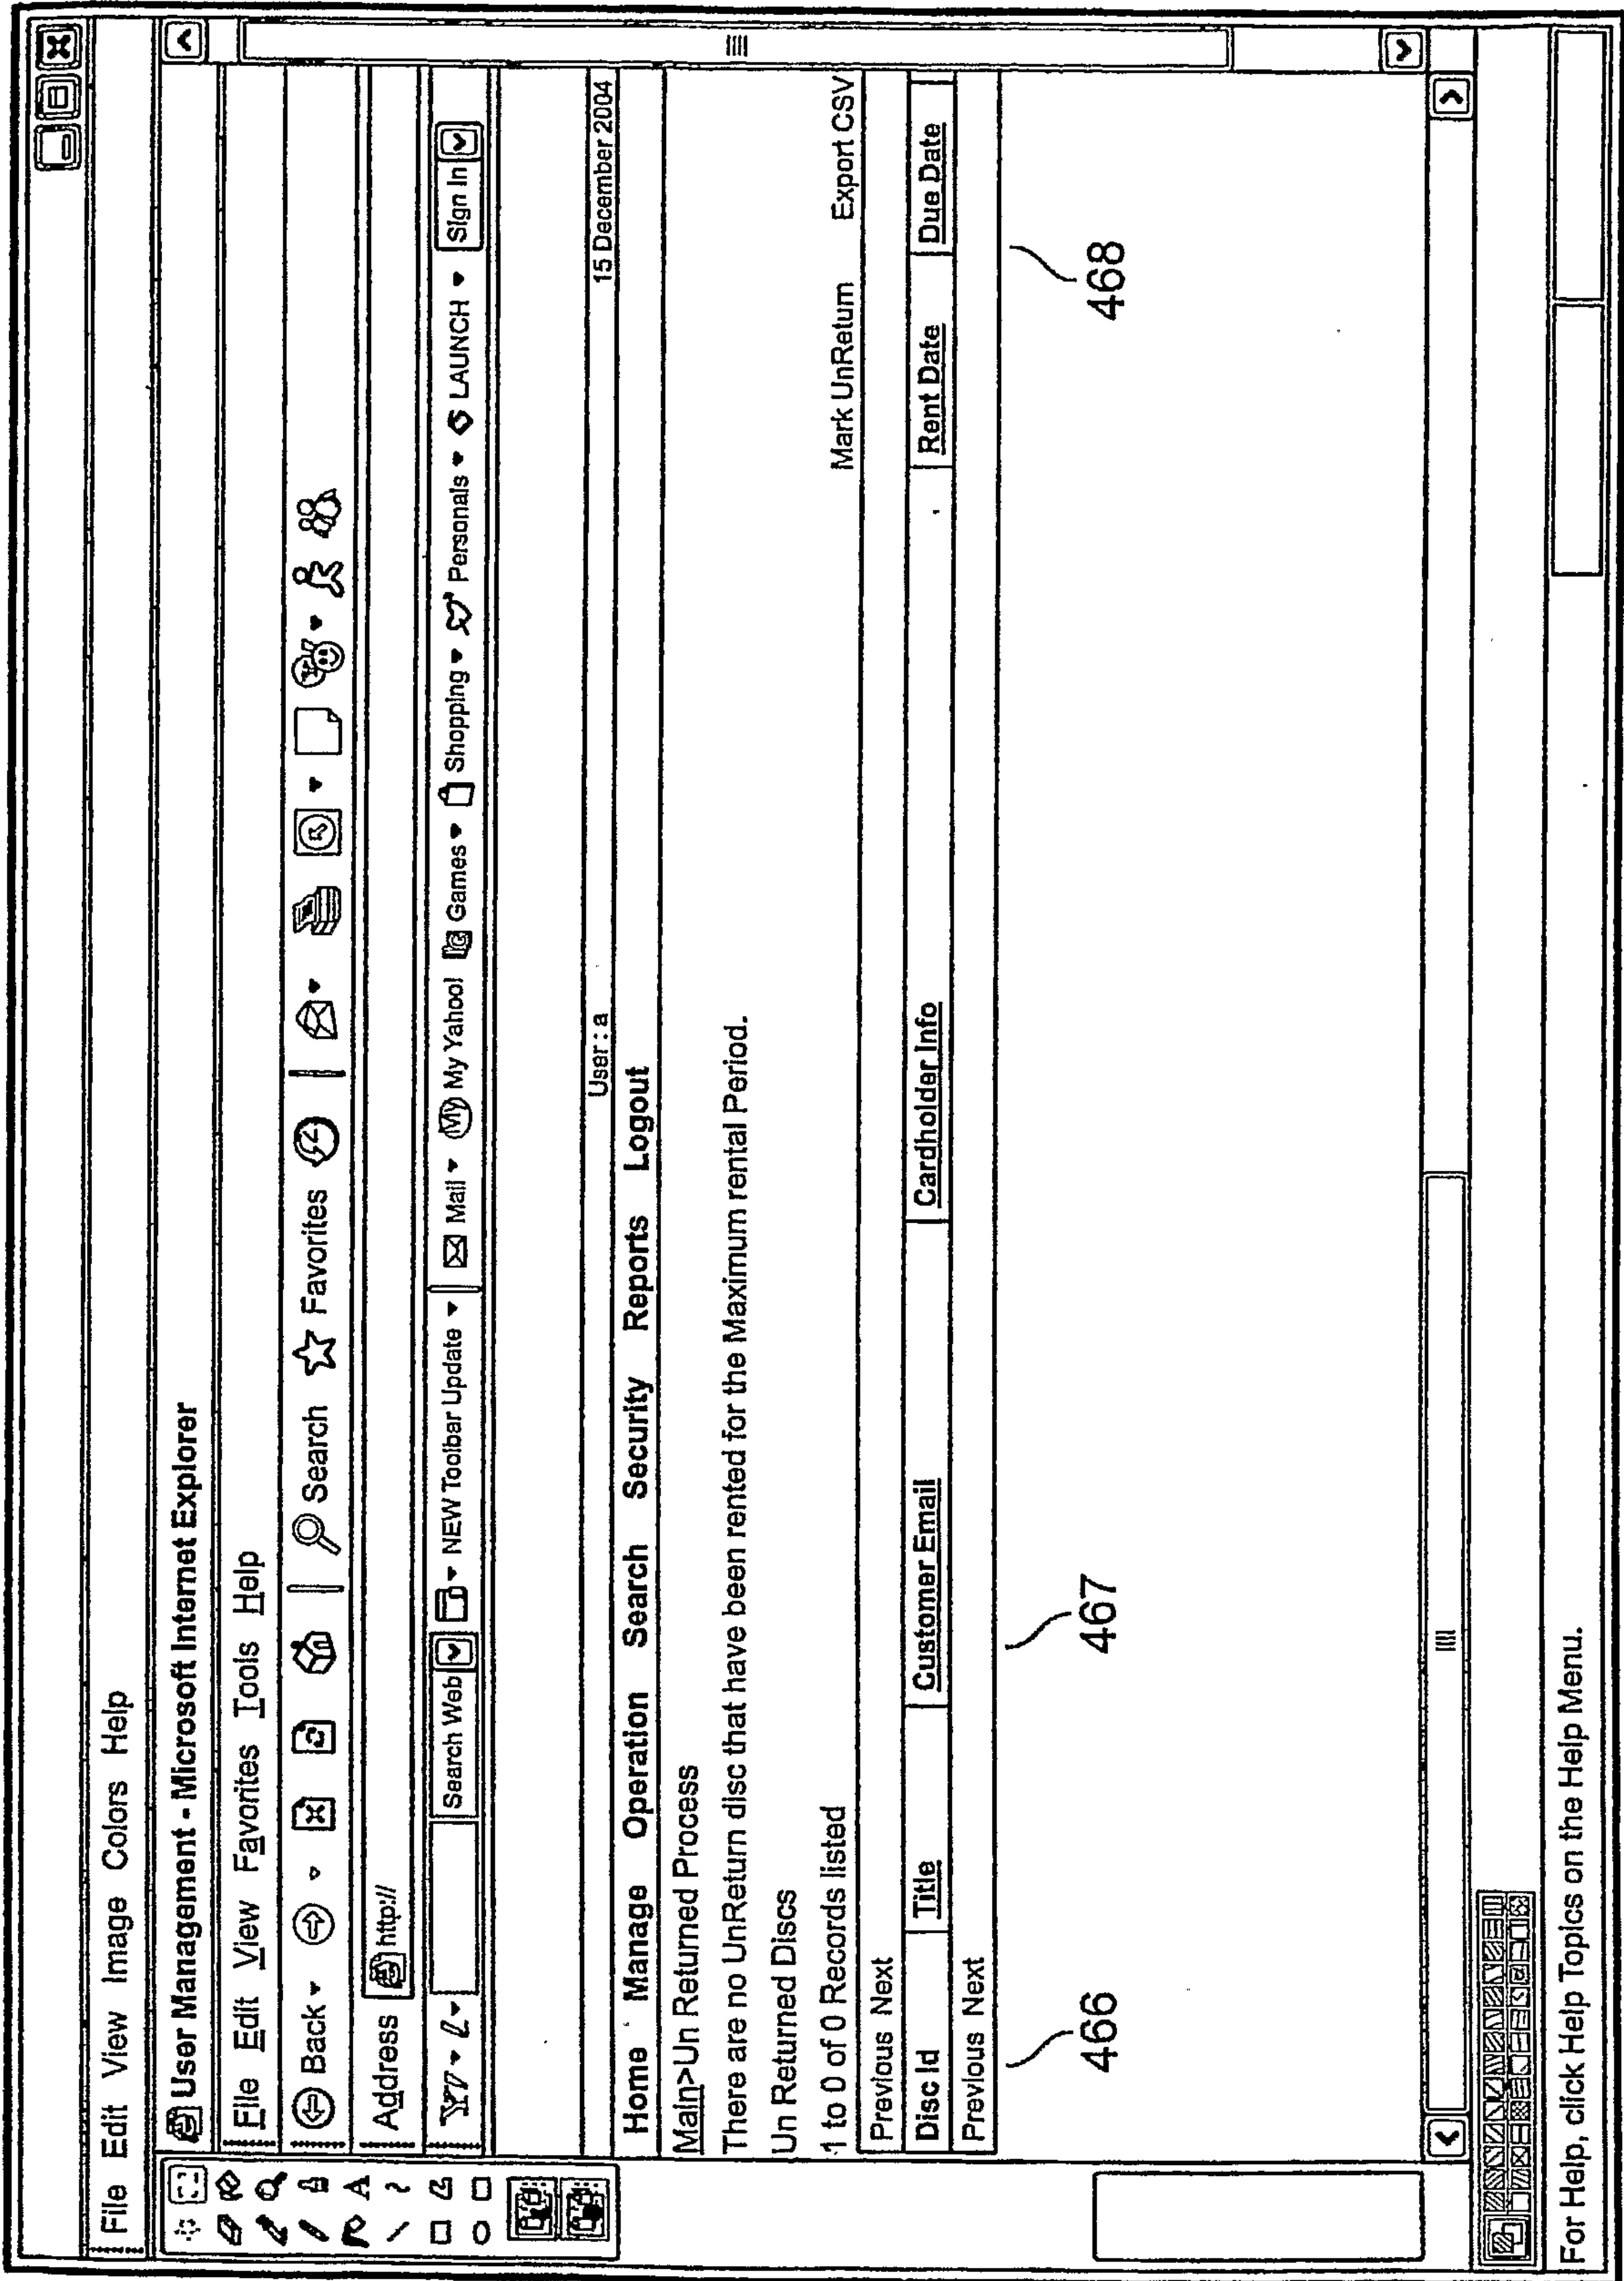 File Edit View Image Colors Help
User Management - Microsoft Internet Explorer
File Edit View Favorites Tools Help
Back Search Favorites
Address http://
Search Web NEW Toolbar Update Mail My My Yahoo! G Games Shopping Personals LAUNCH Sign In
User: a 15 December 2004
Home Manage Operation Search Security Reports Logout
Main>Un Returned Process
There are no UnReturn disc that have been rented for the Maximum rental Period.
Un Returned Discs
1 to 0 of 0 Records listed Mark UnReturn Export CSV
Previous Next
Disc Id Title Customer Email Cardholder Info Rent Date Due Date
Previous Next
466 467 468
A
For Help, click Help Topics on the Help Menu.